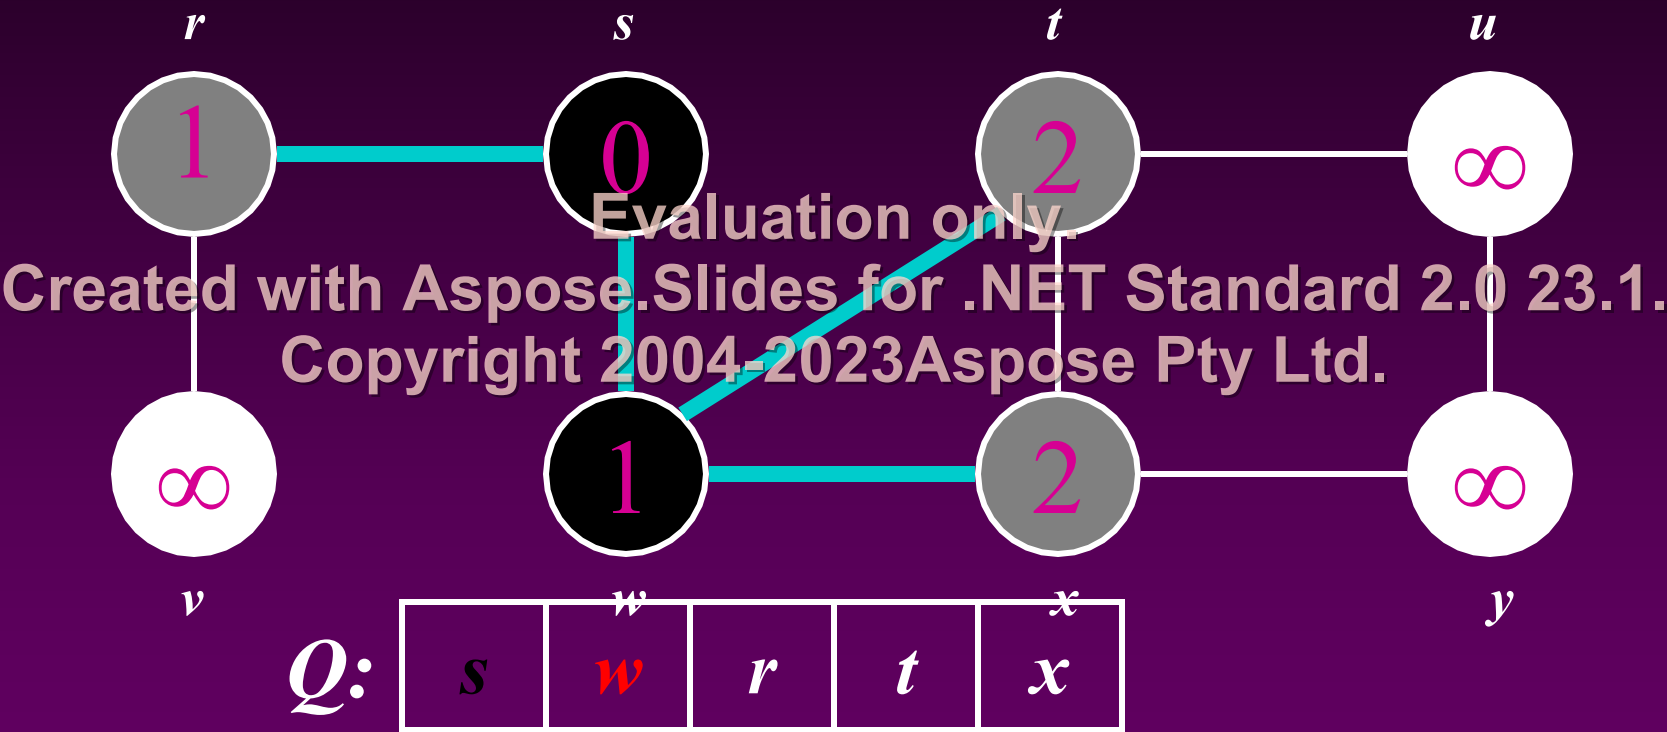 r s t u
1 0 2 ∞
Evaluation only.
Created with Aspose.Slides for .NET Standard 2.0 23.1.
Copyright 2004-2023Aspose Pty Ltd.
∞ 1 2 ∞
v w x y
Q: s w r t x